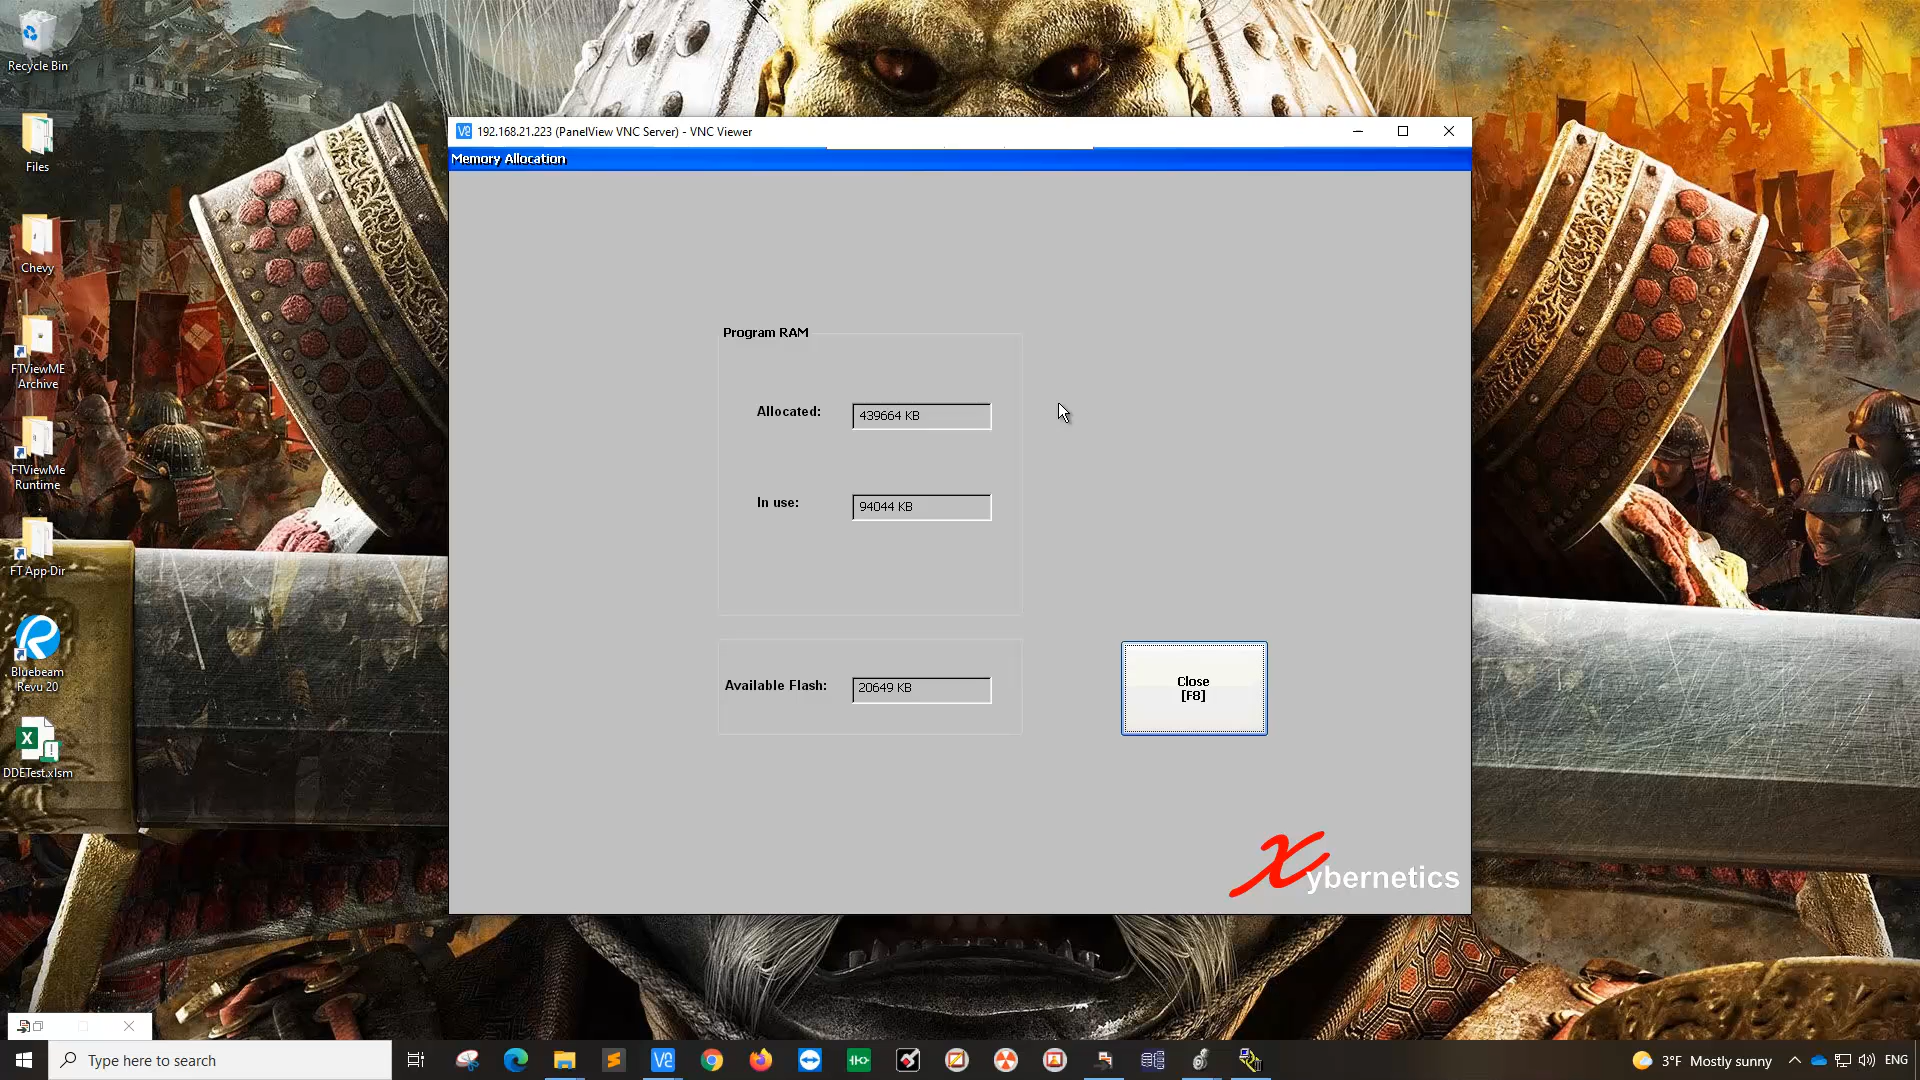 Recycle Bin
Files
Chevy
FTViewME
Archive
FTViewMe
Runtime
FT App Dir
Bluebeam
Revu 20
DDETest.xlsm
192.168.21.223 (PanelView VNC Server) - VNC Viewer
Memory Allocation
Program RAM
Allocated:
439664 KB
In use:
94044 KB
Available Flash:
20649 KB
Close
[F8]
Xybernetics
Type here to search
3°F Mostly sunny
ENG